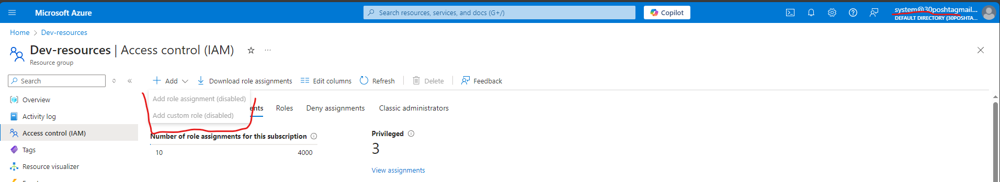 Microsoft Azure
Search resources, services, and docs (G+/)
Copilot
system@30poshtagmail...
DEFAULT DIRECTORY (30POSHTA...
Home > Dev-resources
Dev-resources | Access control (IAM)
Resource group
Search
Add
Download role assignments
Edit columns
Refresh
Delete
Feedback
Overview
Activity log
Access control (IAM)
Tags
Resource visualizer
Add role assignment (disabled)
Add custom role (disabled)
Roles
Deny assignments
Classic administrators
Number of role assignments for this subscription
10
4000
Privileged
3
View assignments